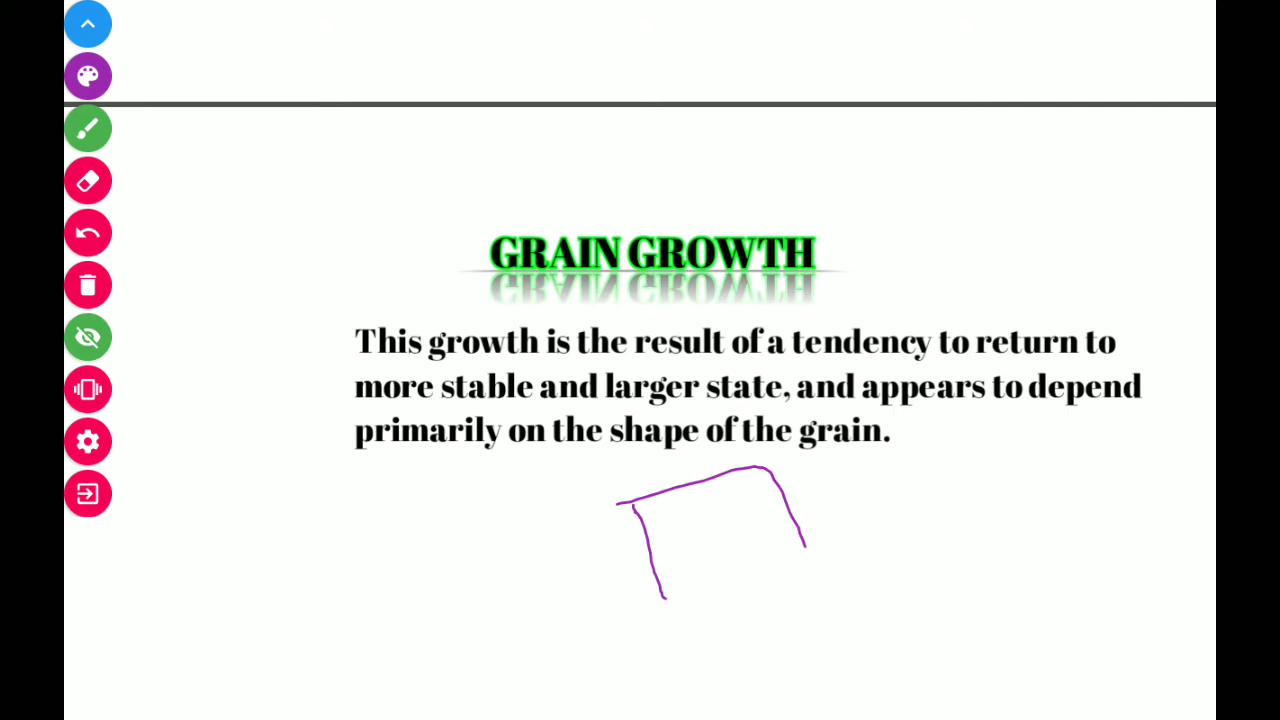 GRAIN GROWTH
This growth is the result of a tendency to return to
more stable and larger state, and appears to depend
primarily on the shape of the grain.